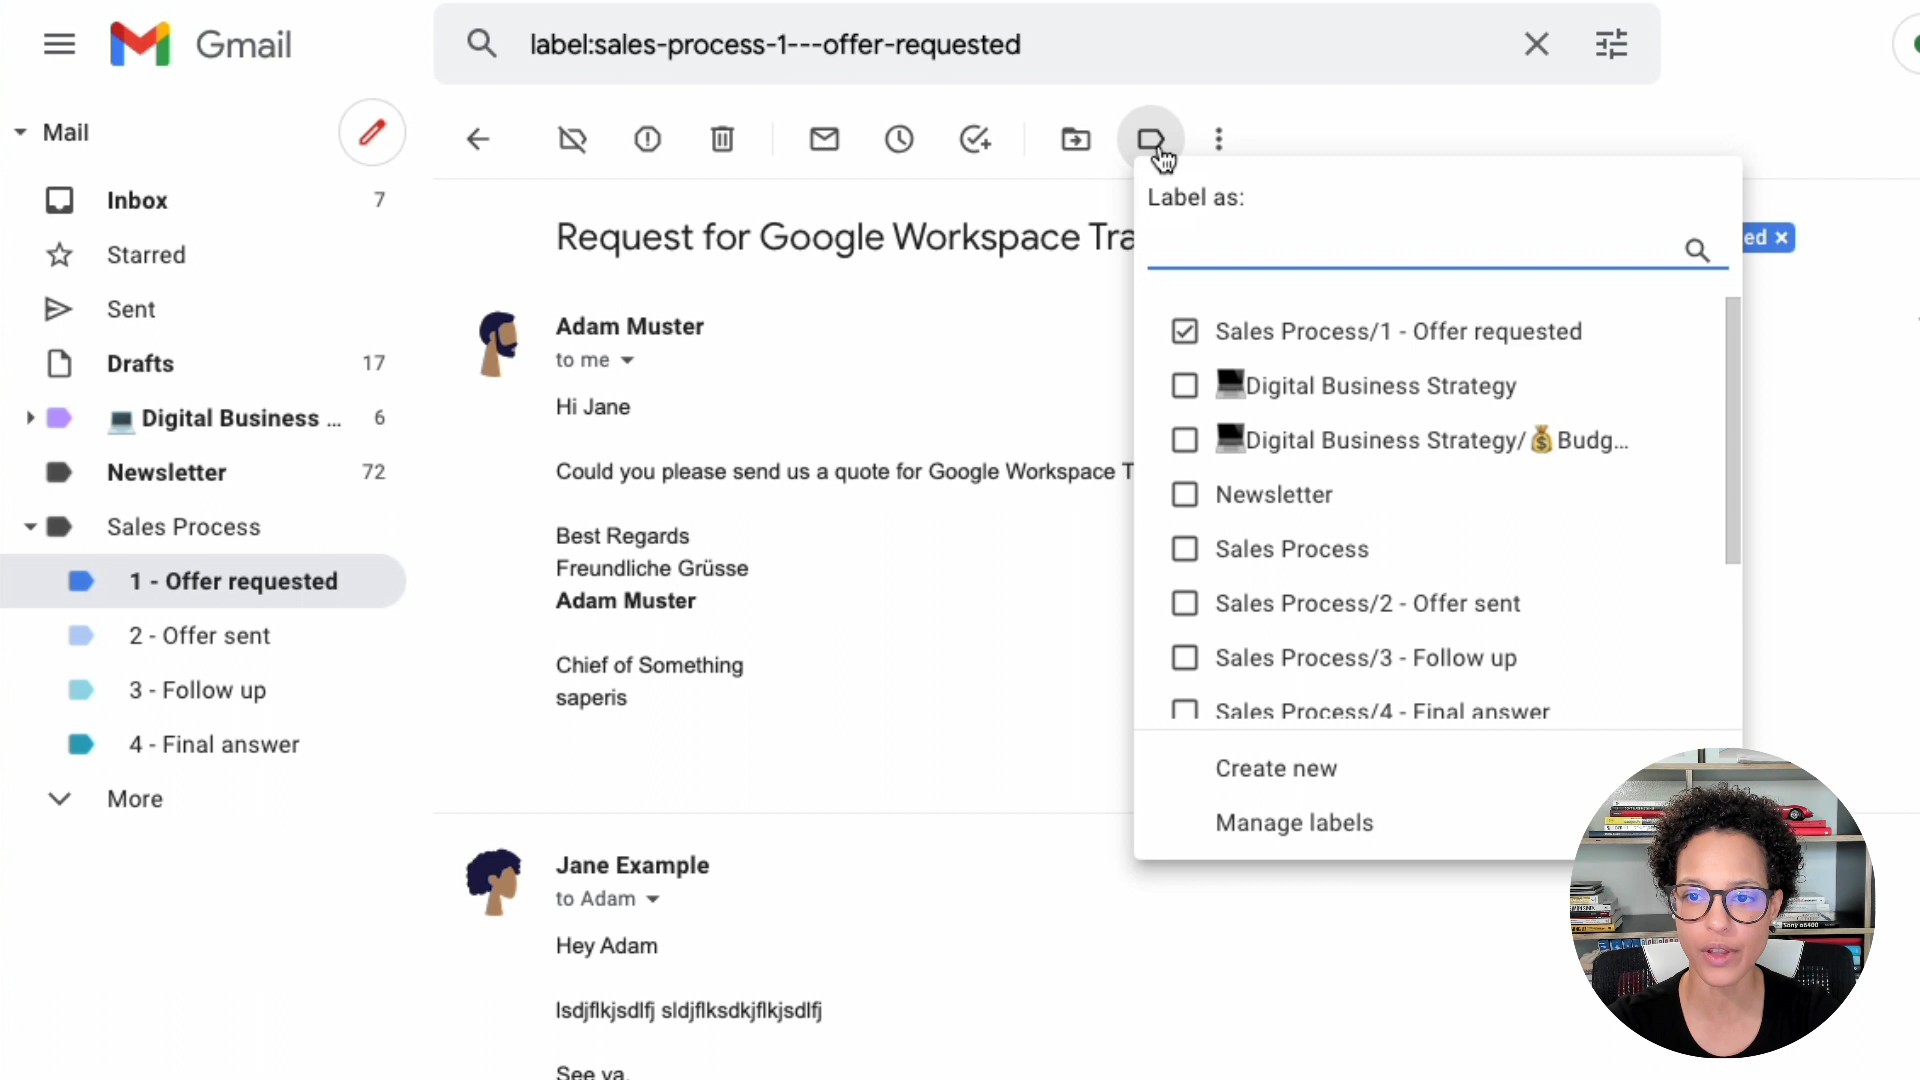 Gmail
label:sales-process-1---offer-requested
Mail
Inbox 7
Starred
Sent
Drafts 17
Digital Business ... 6
Newsletter 72
Sales Process
1 - Offer requested
2 - Offer sent
3 - Follow up
4 - Final answer
More
Request for Google Workspace Tra
ed ×
Adam Muster
to me
Hi Jane
Could you please send us a quote for Google Workspace T
Best Regards
Freundliche Grüsse
Adam Muster
Chief of Something
saperis
Jane Example
to Adam
Hey Adam
lsdjflkjsdlfj sldjflksdkjflkjsdlfj
See ya,
Label as:
Sales Process/1 - Offer requested
Digital Business Strategy
Digital Business Strategy/💰Budg...
Newsletter
Sales Process
Sales Process/2 - Offer sent
Sales Process/3 - Follow up
Sales Process/4 - Final answer
Create new
Manage labels
Sony α6400